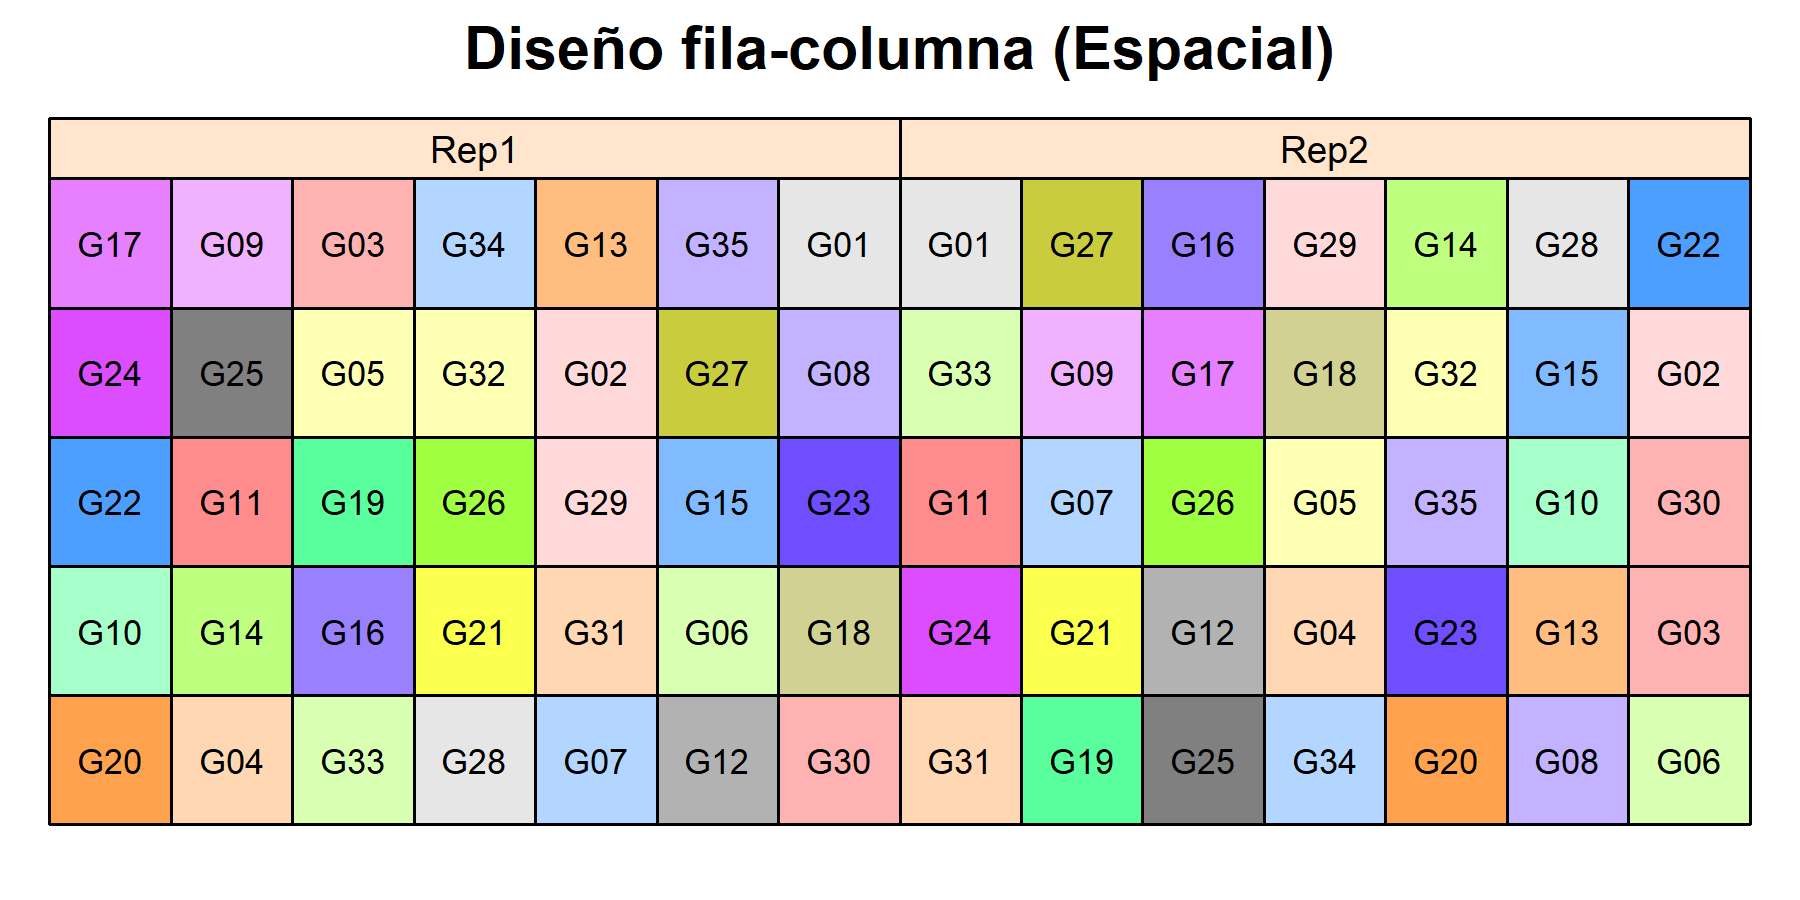 Diseño fila-columna (Espacial)
Rep1 Rep2
G17 G09 G03 G34 G13 G35 G01 G01 G27 G16 G29 G14 G28 G22
G24 G25 G05 G32 G02 G27 G08 G33 G09 G17 G18 G32 G15 G02
G22 G11 G19 G26 G29 G15 G23 G11 G07 G26 G05 G35 G10 G30
G10 G14 G16 G21 G31 G06 G18 G24 G21 G12 G04 G23 G13 G03
G20 G04 G33 G28 G07 G12 G30 G31 G19 G25 G34 G20 G08 G06